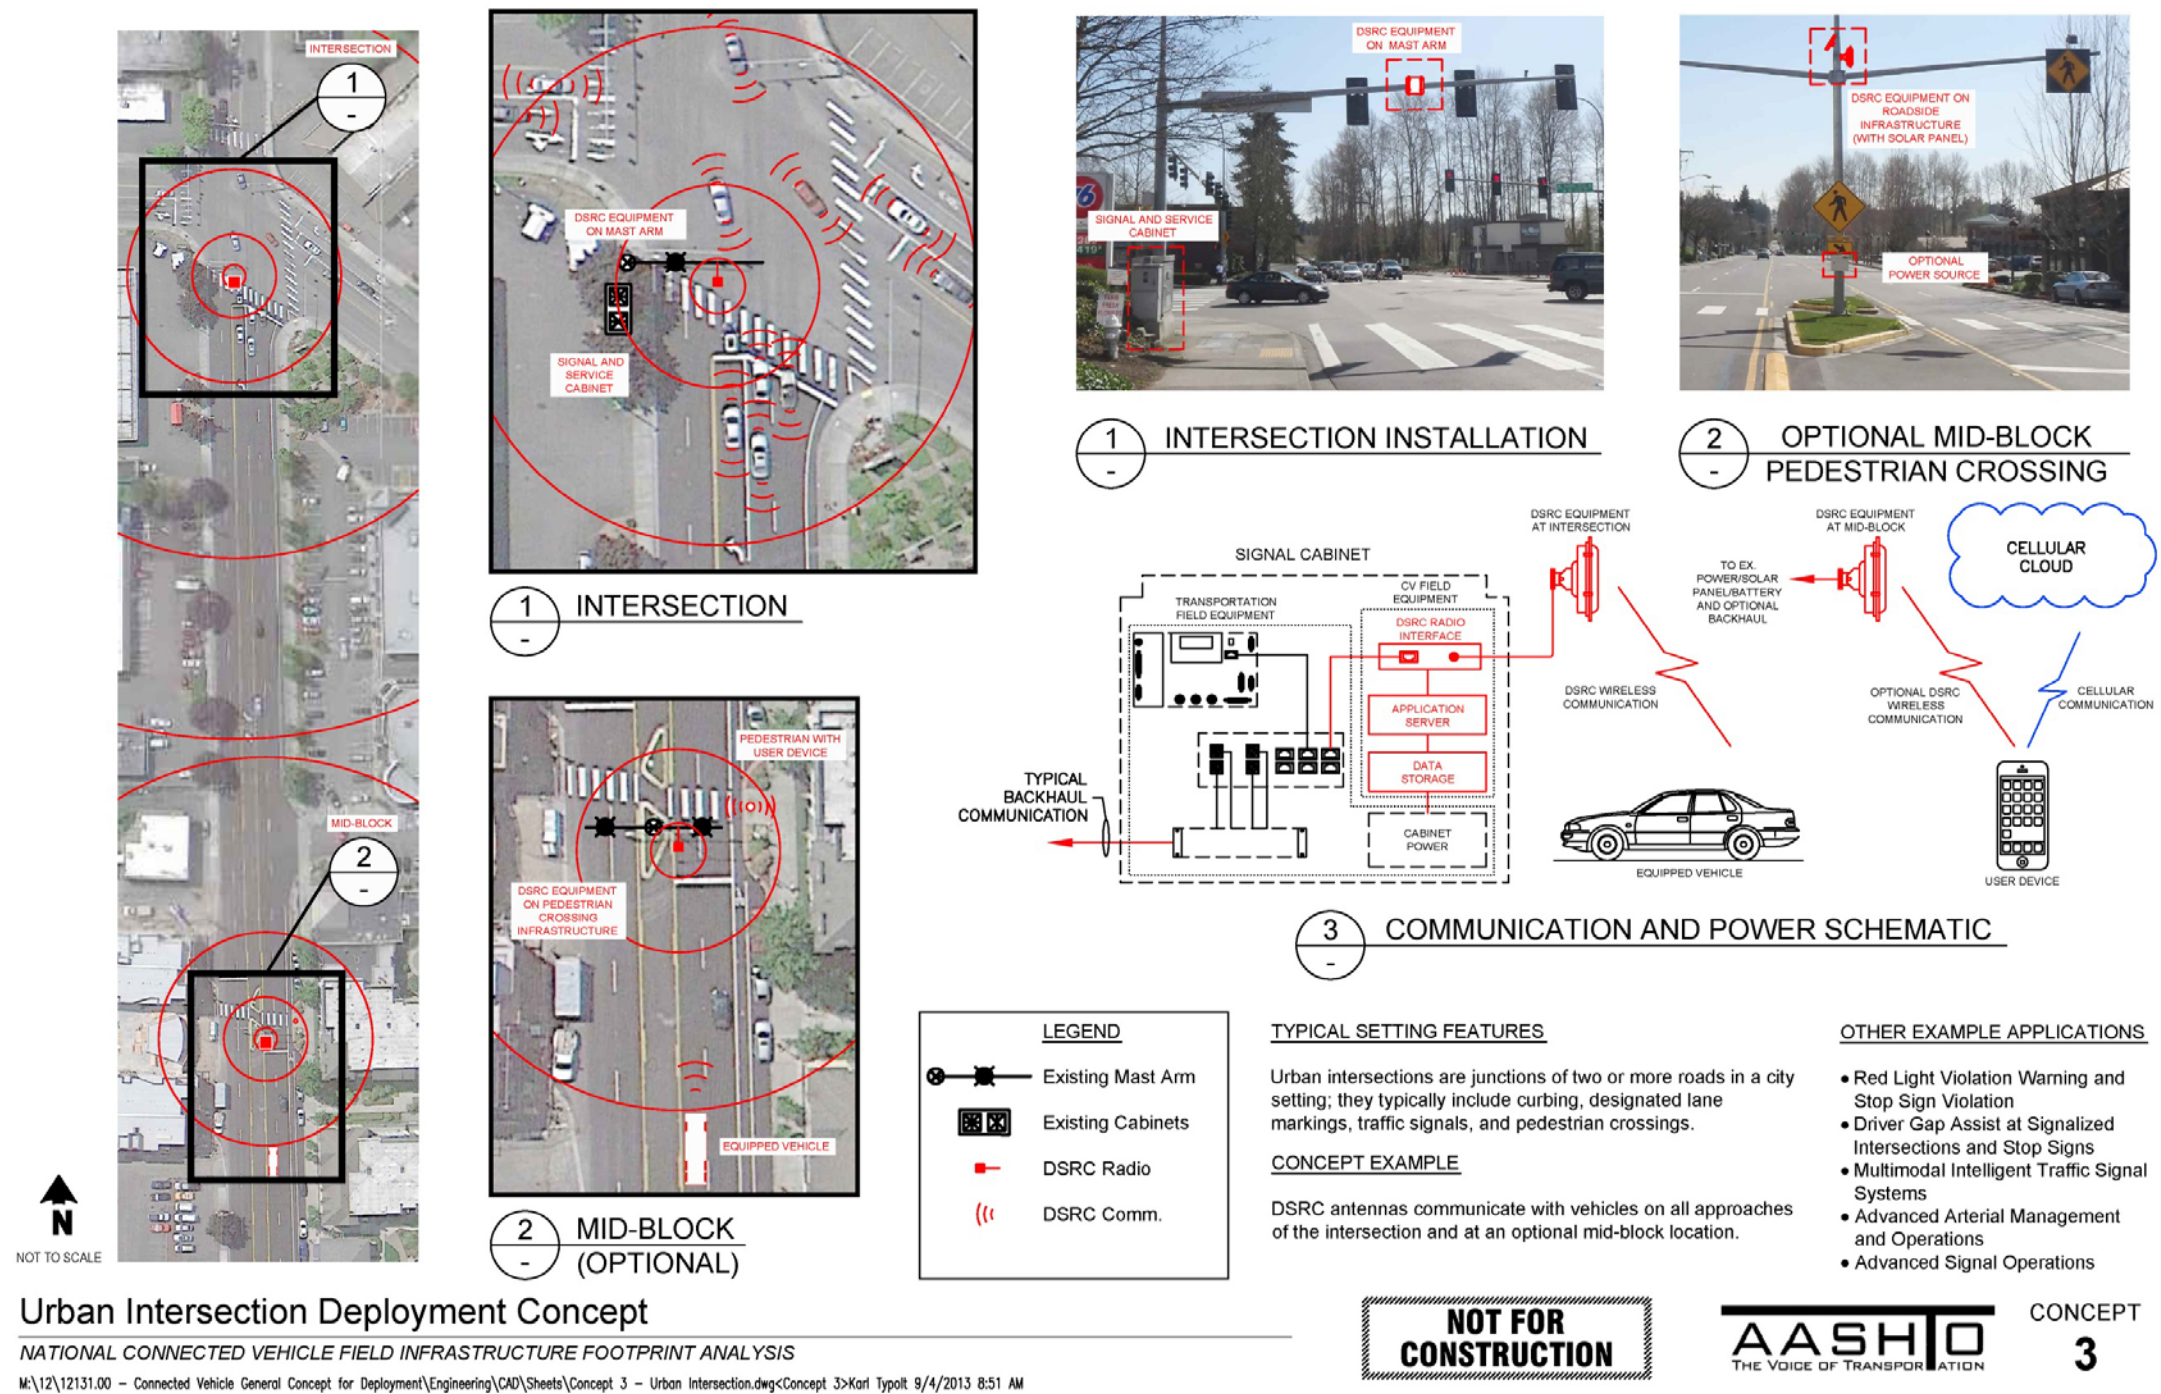 INTERSECTION
1
-
MID-BLOCK
2
-
N
NOT TO SCALE
DSRC EQUIPMENT
ON MAST ARM
SIGNAL AND
SERVICE
CABINET
1
-
INTERSECTION
PEDESTRIAN WITH
USER DEVICE
DSRC EQUIPMENT
ON PEDESTRIAN
CROSSING
INFRASTRUCTURE
EQUIPPED VEHICLE
2
-
MID-BLOCK
(OPTIONAL)
DSRC EQUIPMENT
ON MAST ARM
SIGNAL AND SERVICE
CABINET
1
-
INTERSECTION INSTALLATION
DSRC EQUIPMENT ON
ROADSIDE
INFRASTRUCTURE
(WITH SOLAR PANEL)
OPTIONAL
POWER SOURCE
2
-
OPTIONAL MID-BLOCK
PEDESTRIAN CROSSING
SIGNAL CABINET
TRANSPORTATION
FIELD EQUIPMENT
CV FIELD
EQUIPMENT
DSRC RADIO
INTERFACE
APPLICATION
SERVER
DATA
STORAGE
CABINET
POWER
TYPICAL
BACKHAUL
COMMUNICATION
DSRC EQUIPMENT
AT INTERSECTION
DSRC WIRELESS
COMMUNICATION
EQUIPPED VEHICLE
DSRC EQUIPMENT
AT MID-BLOCK
TO EX.
POWER/SOLAR
PANEL/BATTERY
AND OPTIONAL
BACKHAUL
OPTIONAL DSRC
WIRELESS
COMMUNICATION
CELLULAR
CLOUD
CELLULAR
COMMUNICATION
USER DEVICE
3
-
COMMUNICATION AND POWER SCHEMATIC
LEGEND
Existing Mast Arm
Existing Cabinets
DSRC Radio
DSRC Comm.
TYPICAL SETTING FEATURES
Urban intersections are junctions of two or more roads in a city
setting; they typically include curbing, designated lane
markings, traffic signals, and pedestrian crossings.
CONCEPT EXAMPLE
DSRC antennas communicate with vehicles on all approaches
of the intersection and at an optional mid-block location.
OTHER EXAMPLE APPLICATIONS
• Red Light Violation Warning and
Stop Sign Violation
• Driver Gap Assist at Signalized
Intersections and Stop Signs
• Multimodal Intelligent Traffic Signal
Systems
• Advanced Arterial Management
and Operations
• Advanced Signal Operations
Urban Intersection Deployment Concept
NATIONAL CONNECTED VEHICLE FIELD INFRASTRUCTURE FOOTPRINT ANALYSIS
M:\12\12131.00 - Connected Vehicle General Concept for Deployment\Engineering\CAD\Sheets\Concept 3 - Urban Intersection.dwg<Concept 3>Karl Typolt 9/4/2013 8:51 AM
NOT FOR
CONSTRUCTION
AASHTO
THE VOICE OF TRANSPORTATION
CONCEPT
3